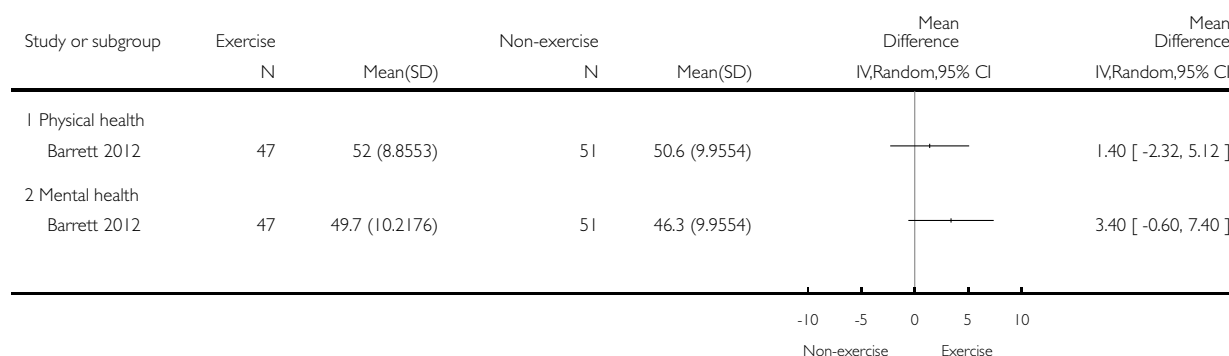 Mean Mean
Study or subgroup Exercise Non-exercise Difference Difference
N Mean(SD) N Mean(SD) IV,Random,95% CI IV,Random,95% CI
1 Physical health
Barrett 2012 47 52 (8.8553) 51 50.6 (9.9554) 1.40 [ -2.32, 5.12 ]
2 Mental health
Barrett 2012 47 49.7 (10.2176) 51 46.3 (9.9554) 3.40 [ -0.60, 7.40 ]
-10 -5 0 5 10
Non-exercise Exercise